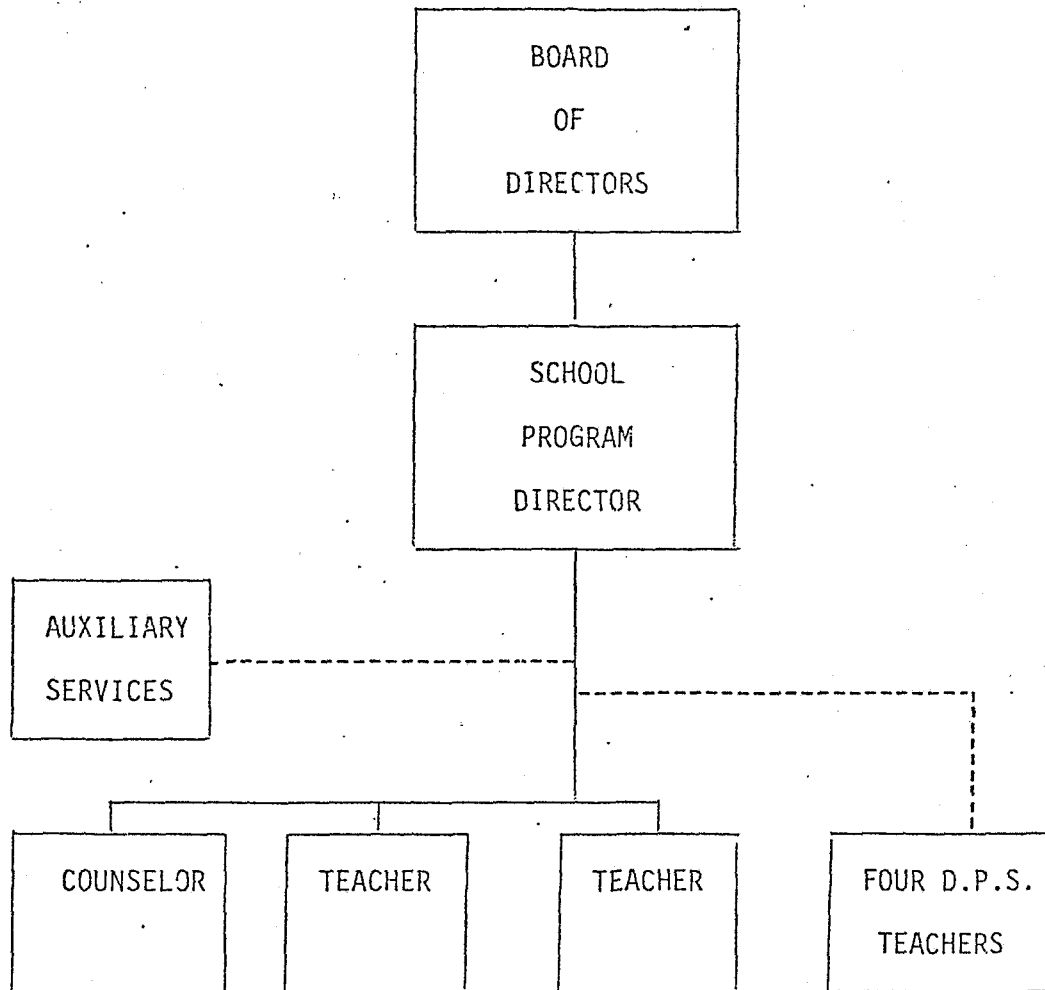 BOARD
OF
DIRECTORS
SCHOOL
PROGRAM
DIRECTOR
AUXILIARY
SERVICES
COUNSELOR
TEACHER
TEACHER
FOUR D.P.S.
TEACHERS